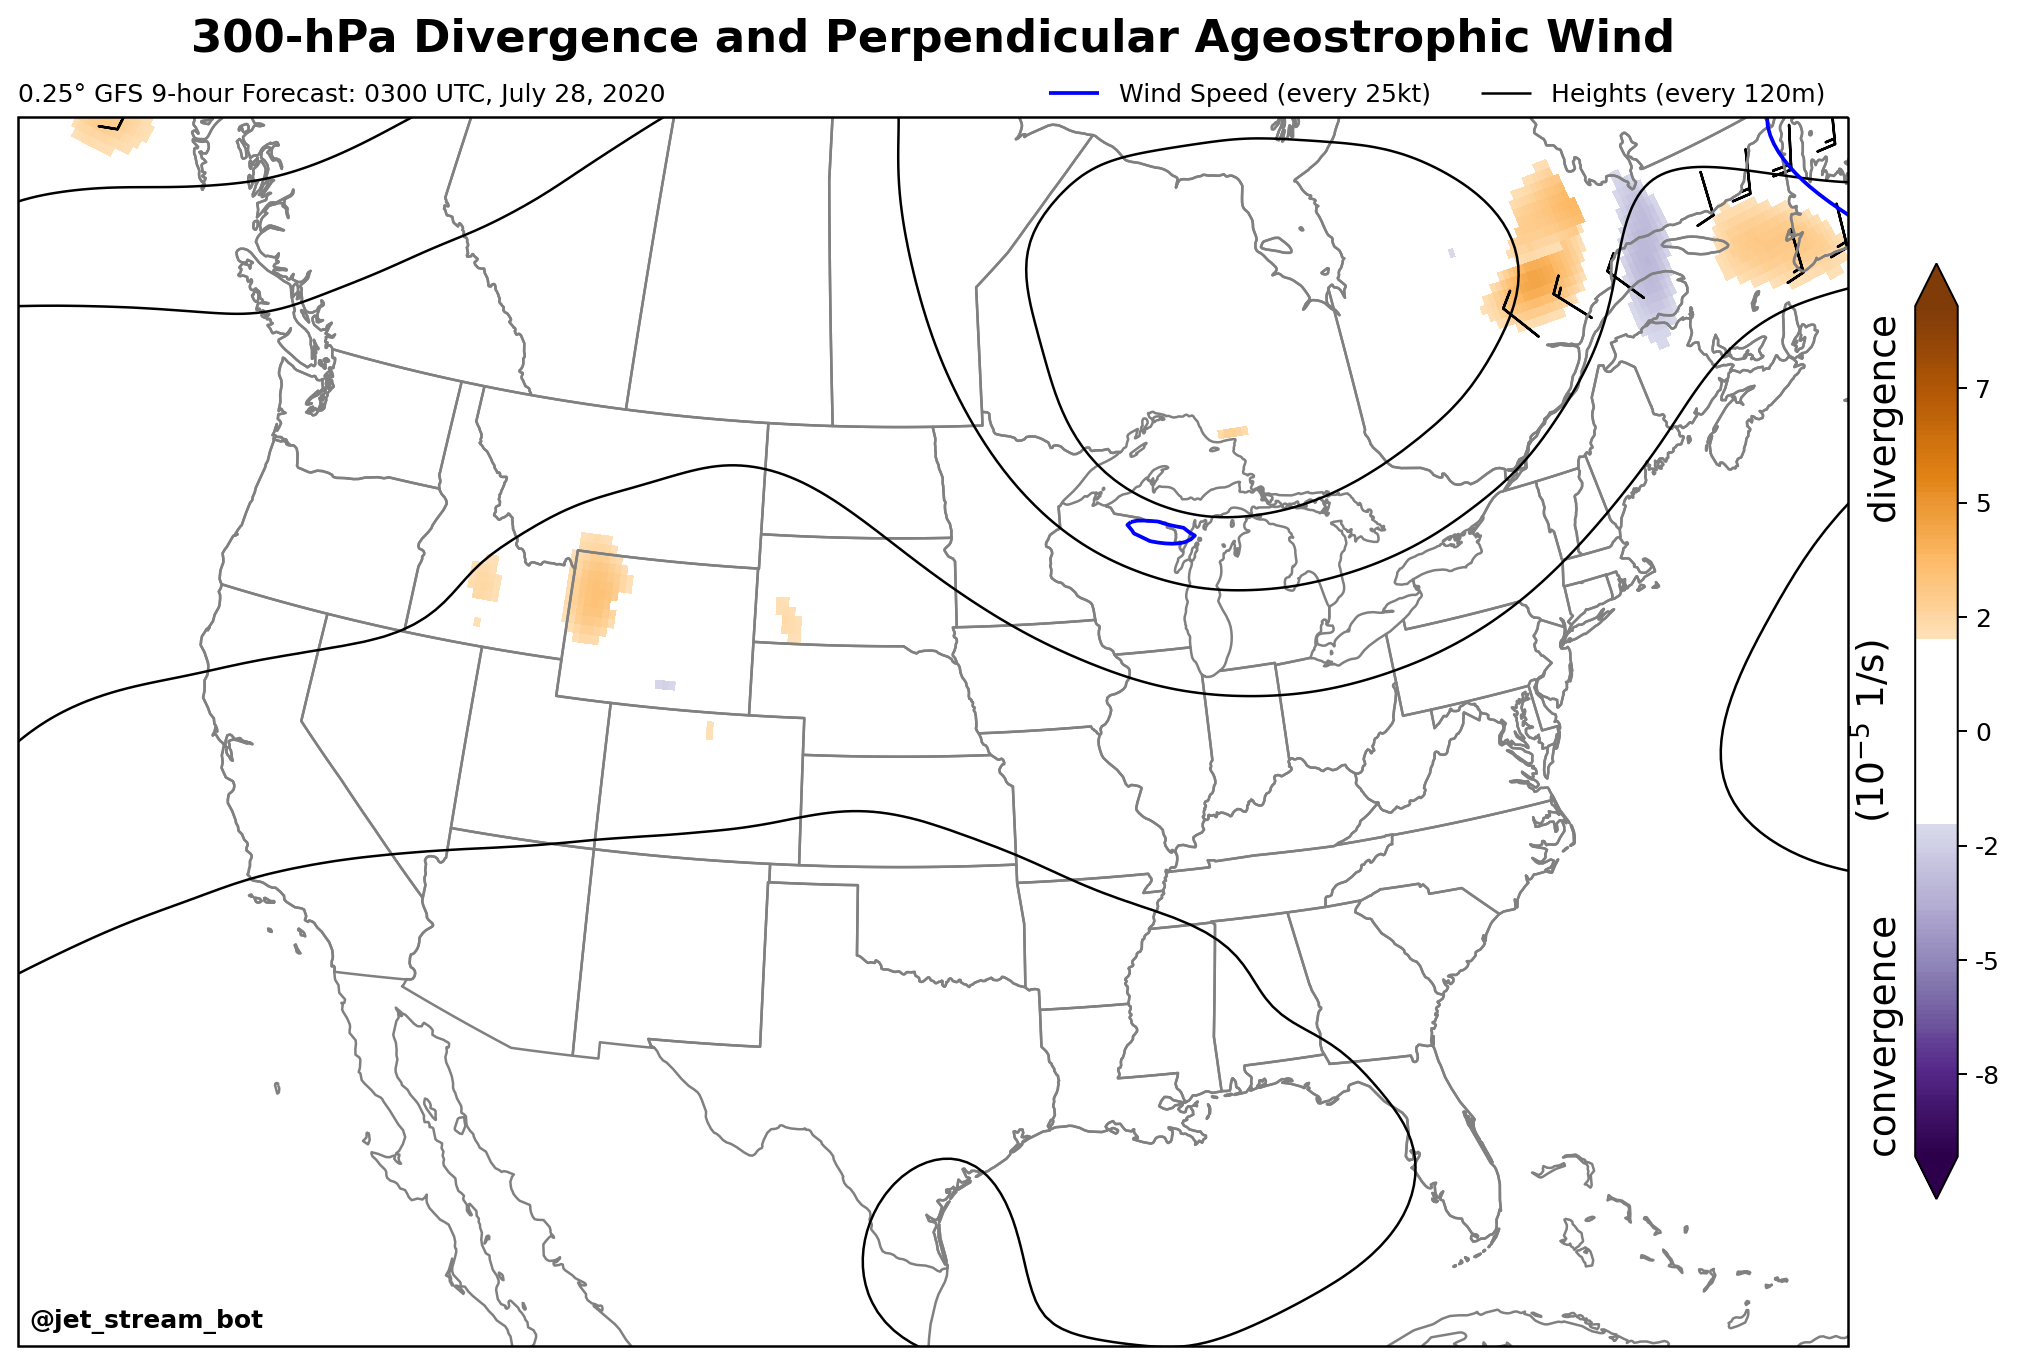 300-hPa Divergence and Perpendicular Ageostrophic Wind
0.25° GFS 9-hour Forecast: 0300 UTC, July 28, 2020
Wind Speed (every 25kt)
Heights (every 120m)
divergence
(10⁻⁵ 1/s)
convergence
7
5
2
0
-2
-5
-8
@jet_stream_bot